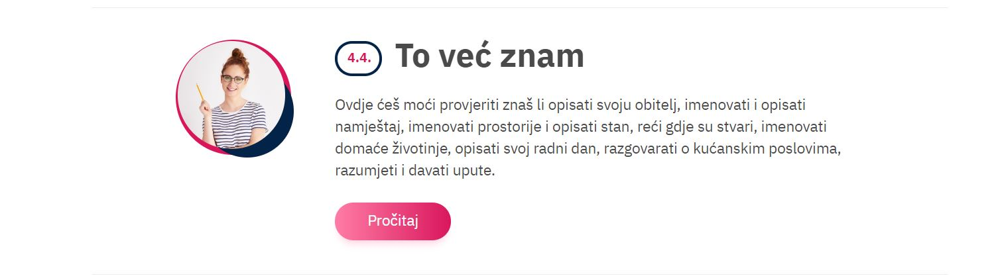 4.4. To već znam
Ovdje ćeš moći provjeriti znaš li opisati svoju obitelj, imenovati i opisati
namještaj, imenovati prostorije i opisati stan, reći gdje su stvari, imenovati
domaće životinje, opisati svoj radni dan, razgovarati o kućanskim poslovima,
razumjeti i davati upute.
Pročitaj